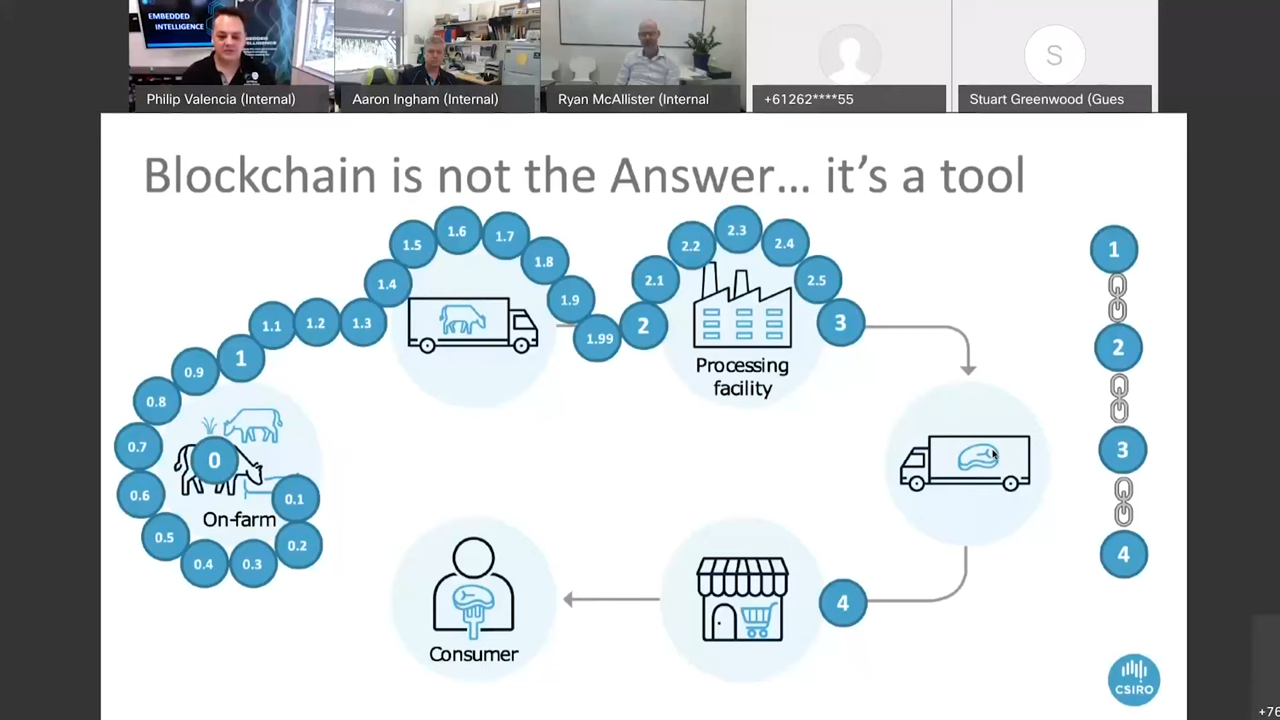 EMBEDDED
INTELLIGENCE
Philip Valencia (Internal)
Aaron Ingham (Internal)
Ryan McAllister (Internal
+61262****55
S
Stuart Greenwood (Gues
Blockchain is not the Answer... it's a tool
0
0.1
0.2
0.3
0.4
0.5
0.6
0.7
0.8
0.9
1
1.1
1.2
1.3
1.4
1.5
1.6
1.7
1.8
1.9
1.99
2
2.1
2.2
2.3
2.4
2.5
3
4
On-farm
Processing
facility
Consumer
1
2
3
4
CSIRO
+76